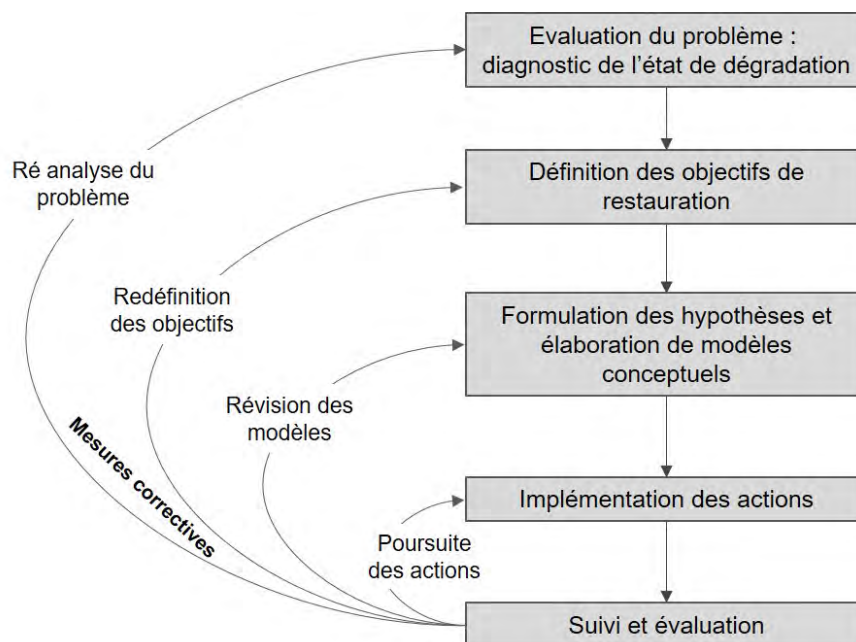 Evaluation du problème :
diagnostic de l'état de dégradation
Ré analyse du
problème
Définition des objectifs de
restauration
Redéfinition
des objectifs
Formulation des hypothèses et
élaboration de modèles
conceptuels
Révision des
modèles
Mesures correctives
Implémentation des actions
Poursuite
des actions
Suivi et évaluation